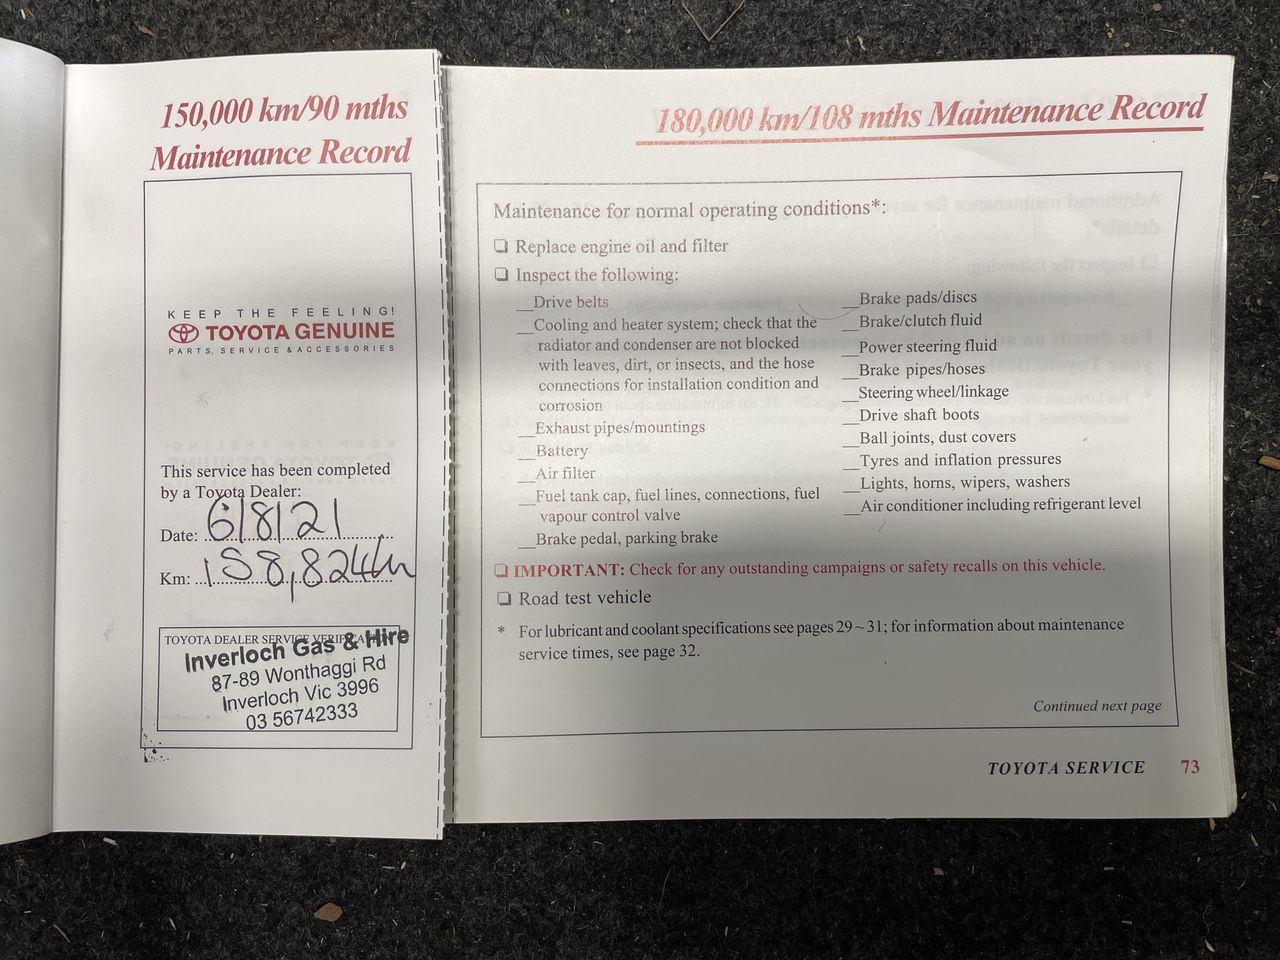 150,000 km/90 mths
Maintenance Record
KEEP THE FEELING!
TOYOTA GENUINE
PARTS, SERVICE & ACCESSORIES
This service has been completed
by a Toyota Dealer:
Date: 6/8/21
Km: 158,824km
TOYOTA DEALER SERVICE
Inverloch Gas & Hire
87-89 Wonthaggi Rd
Inverloch Vic 3996
03 56742333
180,000 km/108 mths Maintenance Record
Maintenance for normal operating conditions*:
❑ Replace engine oil and filter
❑ Inspect the following:
__Drive belts
__Cooling and heater system; check that the
radiator and condenser are not blocked
with leaves, dirt, or insects, and the hose
connections for installation condition and
corrosion
__Exhaust pipes/mountings
__Battery
__Air filter
__Fuel tank cap, fuel lines, connections, fuel
vapour control valve
__Brake pedal, parking brake
__Brake pads/discs
__Brake/clutch fluid
__Power steering fluid
__Brake pipes/hoses
__Steering wheel/linkage
__Drive shaft boots
__Ball joints, dust covers
__Tyres and inflation pressures
__Lights, horns, wipers, washers
__Air conditioner including refrigerant level
❑ IMPORTANT: Check for any outstanding campaigns or safety recalls on this vehicle.
❑ Road test vehicle
* For lubricant and coolant specifications see pages 29~31; for information about maintenance
service times, see page 32.
Continued next page
TOYOTA SERVICE 73